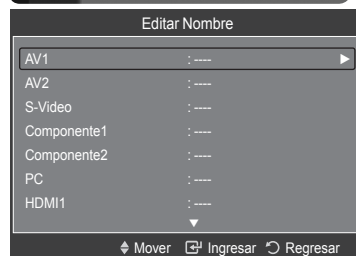 Editar Nombre
AV1 : ---- ►
AV2 : ----
S-Video : ----
Componente1 : ----
Componente2 : ----
PC : ----
HDMI1 : ----
▼
Mover Ingresar Regresar